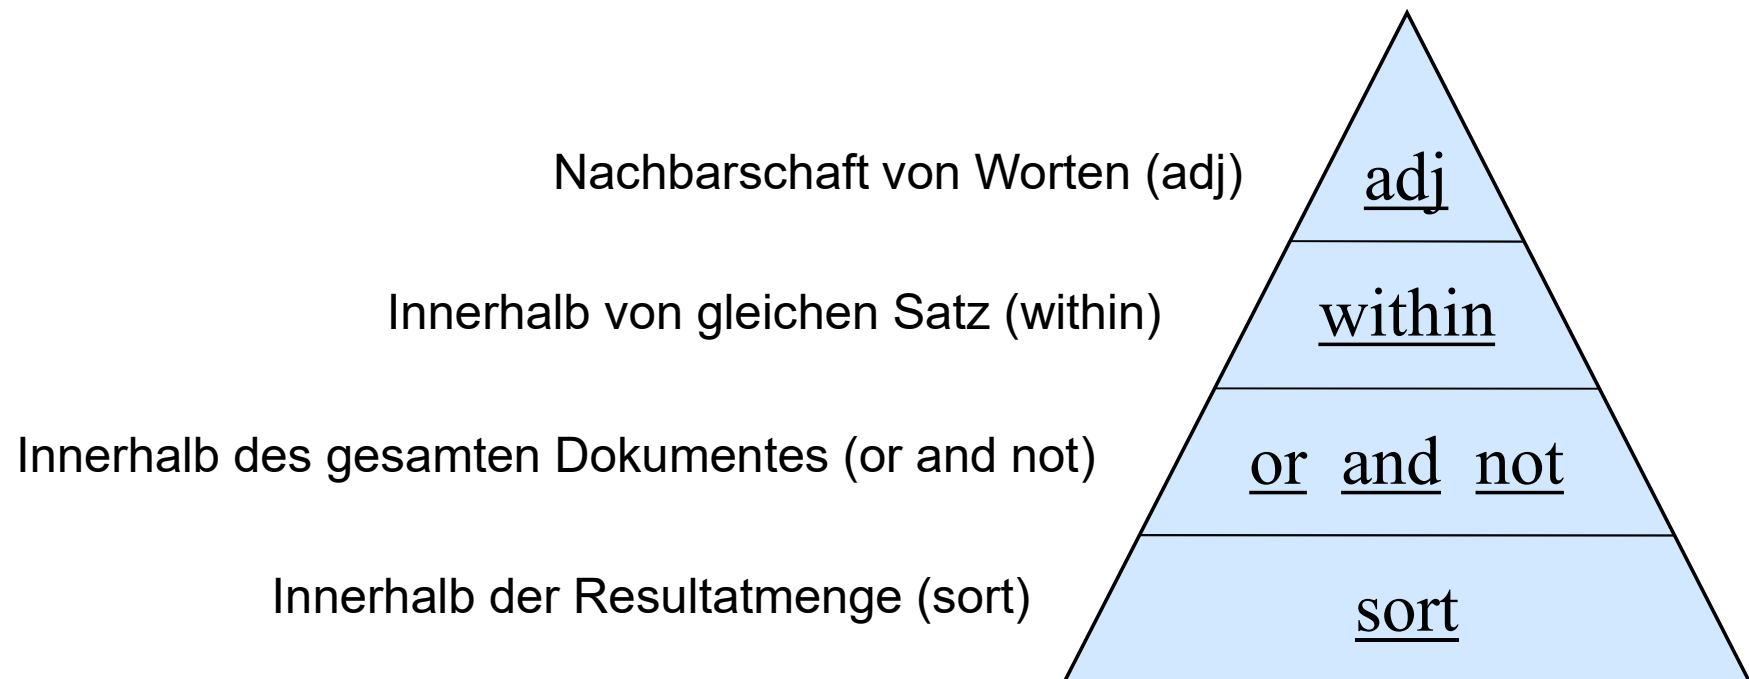 Nachbarschaft von Worten (adj)
adj
Innerhalb von gleichen Satz (within)
within
Innerhalb des gesamten Dokumentes (or and not)
or and not
Innerhalb der Resultatmenge (sort)
sort